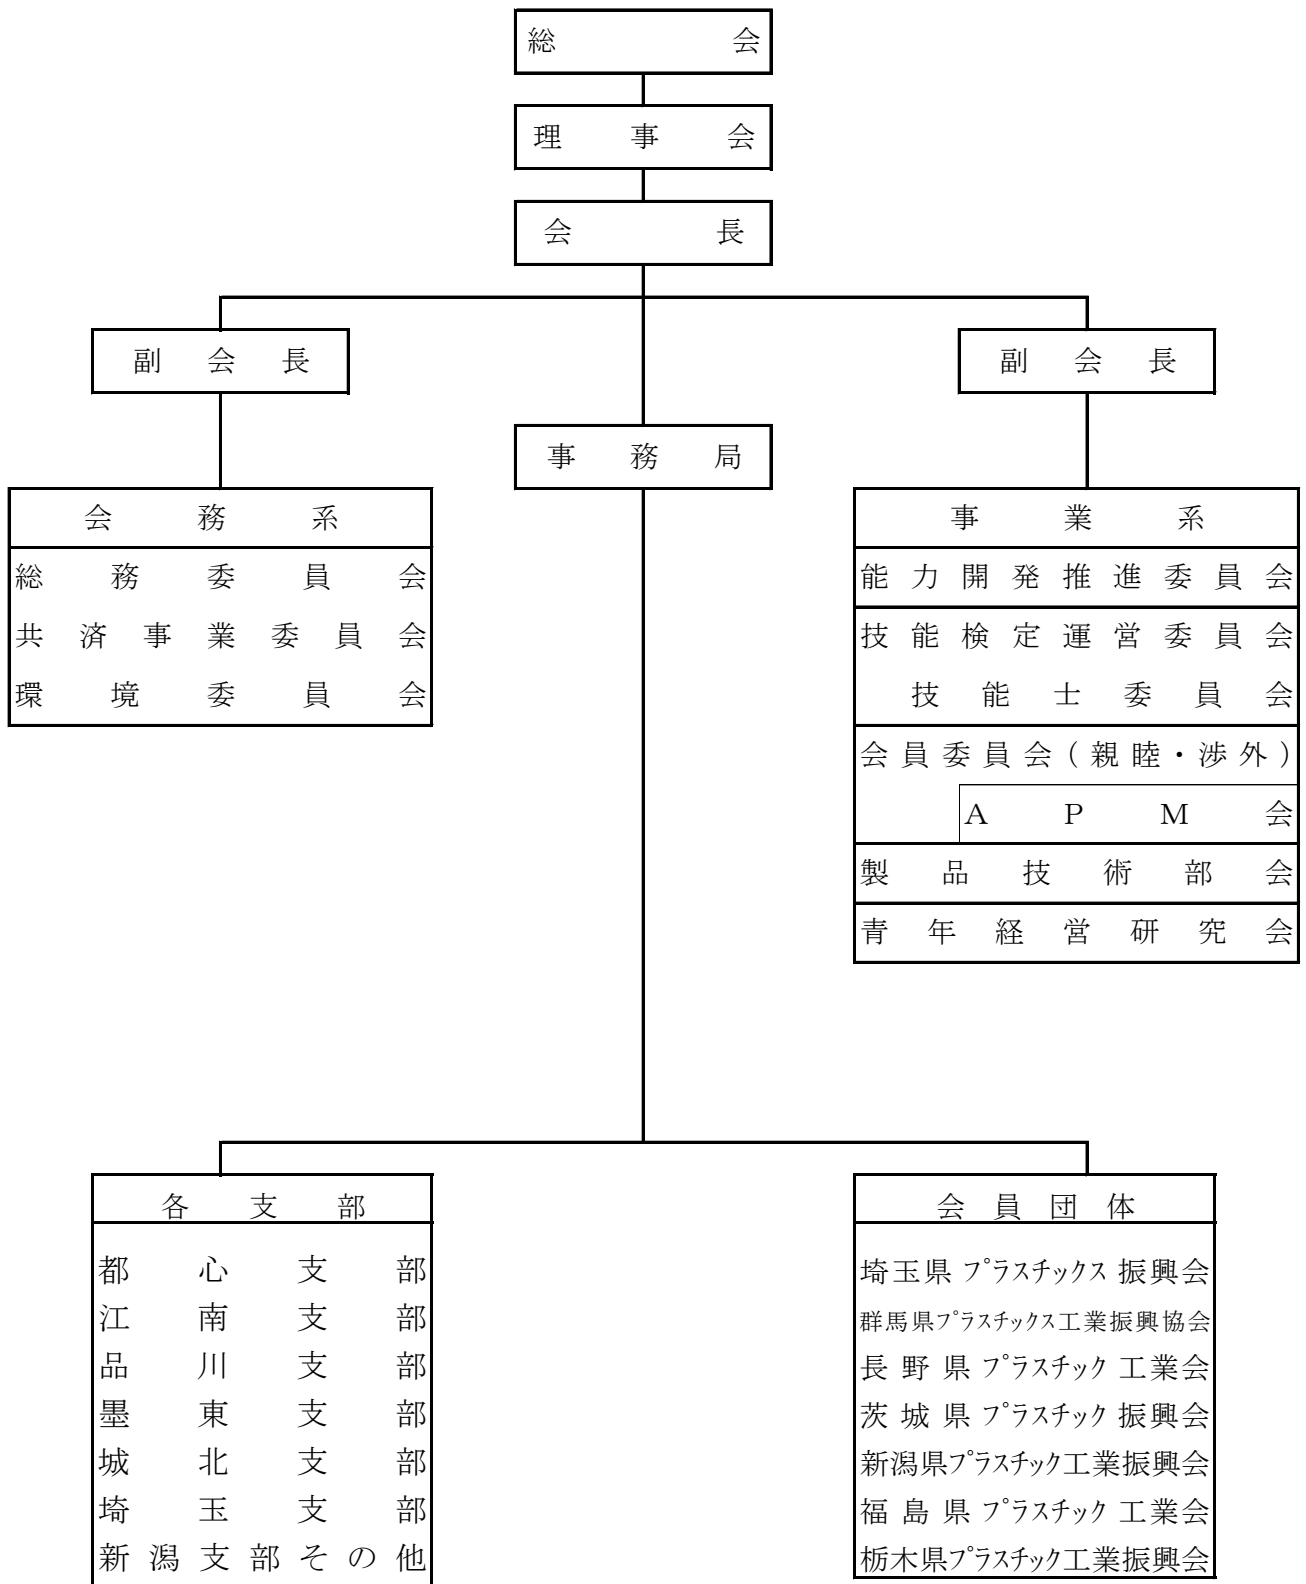 総会
理事会
会長
副会長
副会長
事務局
会務系
総務委員会
共済事業委員会
環境委員会
事業系
能力開発推進委員会
技能検定運営委員会
技能士委員会
会員委員会(親睦・渉外)
APM会
製品技術部会
青年経営研究会
各支部
都心支部
江南支部
品川支部
墨東支部
城北支部
埼玉支部
新潟支部その他
会員団体
埼玉県プラスチックス振興会
群馬県プラスチックス工業振興協会
長野県プラスチック工業会
茨城県プラスチック振興会
新潟県プラスチック工業振興会
福島県プラスチック工業会
栃木県プラスチック工業振興会